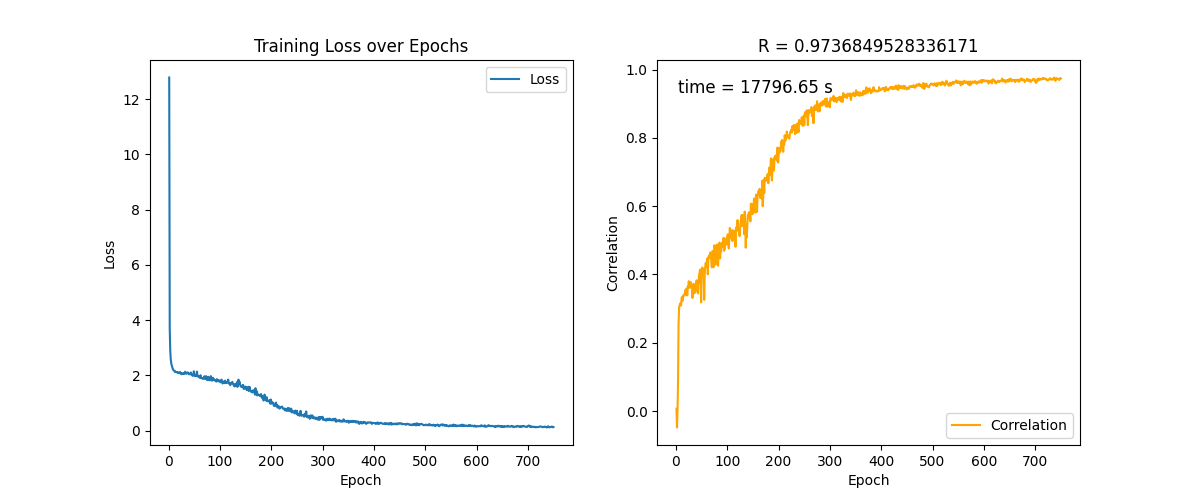 Training Loss over Epochs
Loss
12
10
8
6
4
2
0
Loss
0 100 200 300 400 500 600 700
Epoch
R = 0.9736849528336171
time = 17796.65 s
1.0
0.8
0.6
0.4
0.2
0.0
Correlation
Correlation
0 100 200 300 400 500 600 700
Epoch